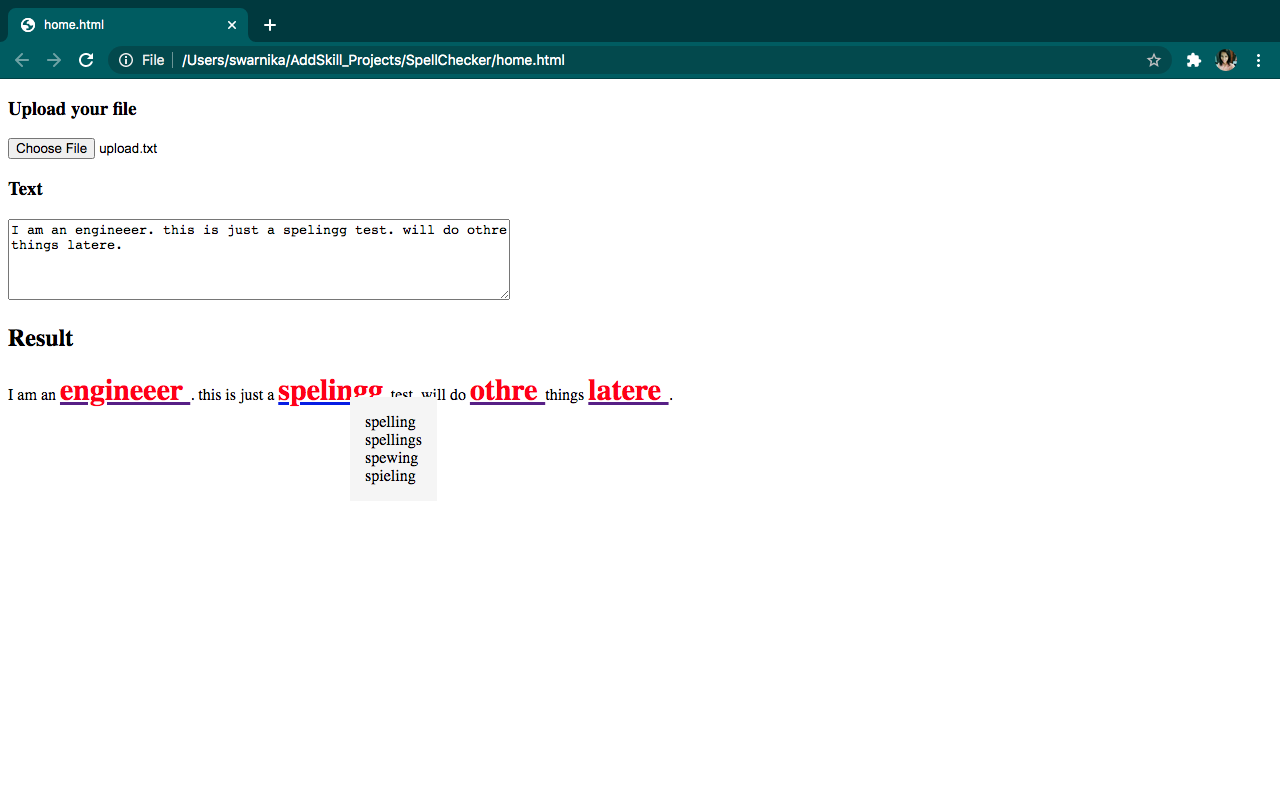 home.html
File /Users/swarnika/AddSkill_Projects/SpellChecker/home.html
Upload your file
Choose File upload.txt
Text
I am an engineeer. this is just a spelingg test. will do othre
things latere.
Result
I am an engineeer . this is just a spelingg test. will do othre things latere .
spelling
spellings
spewing
spieling